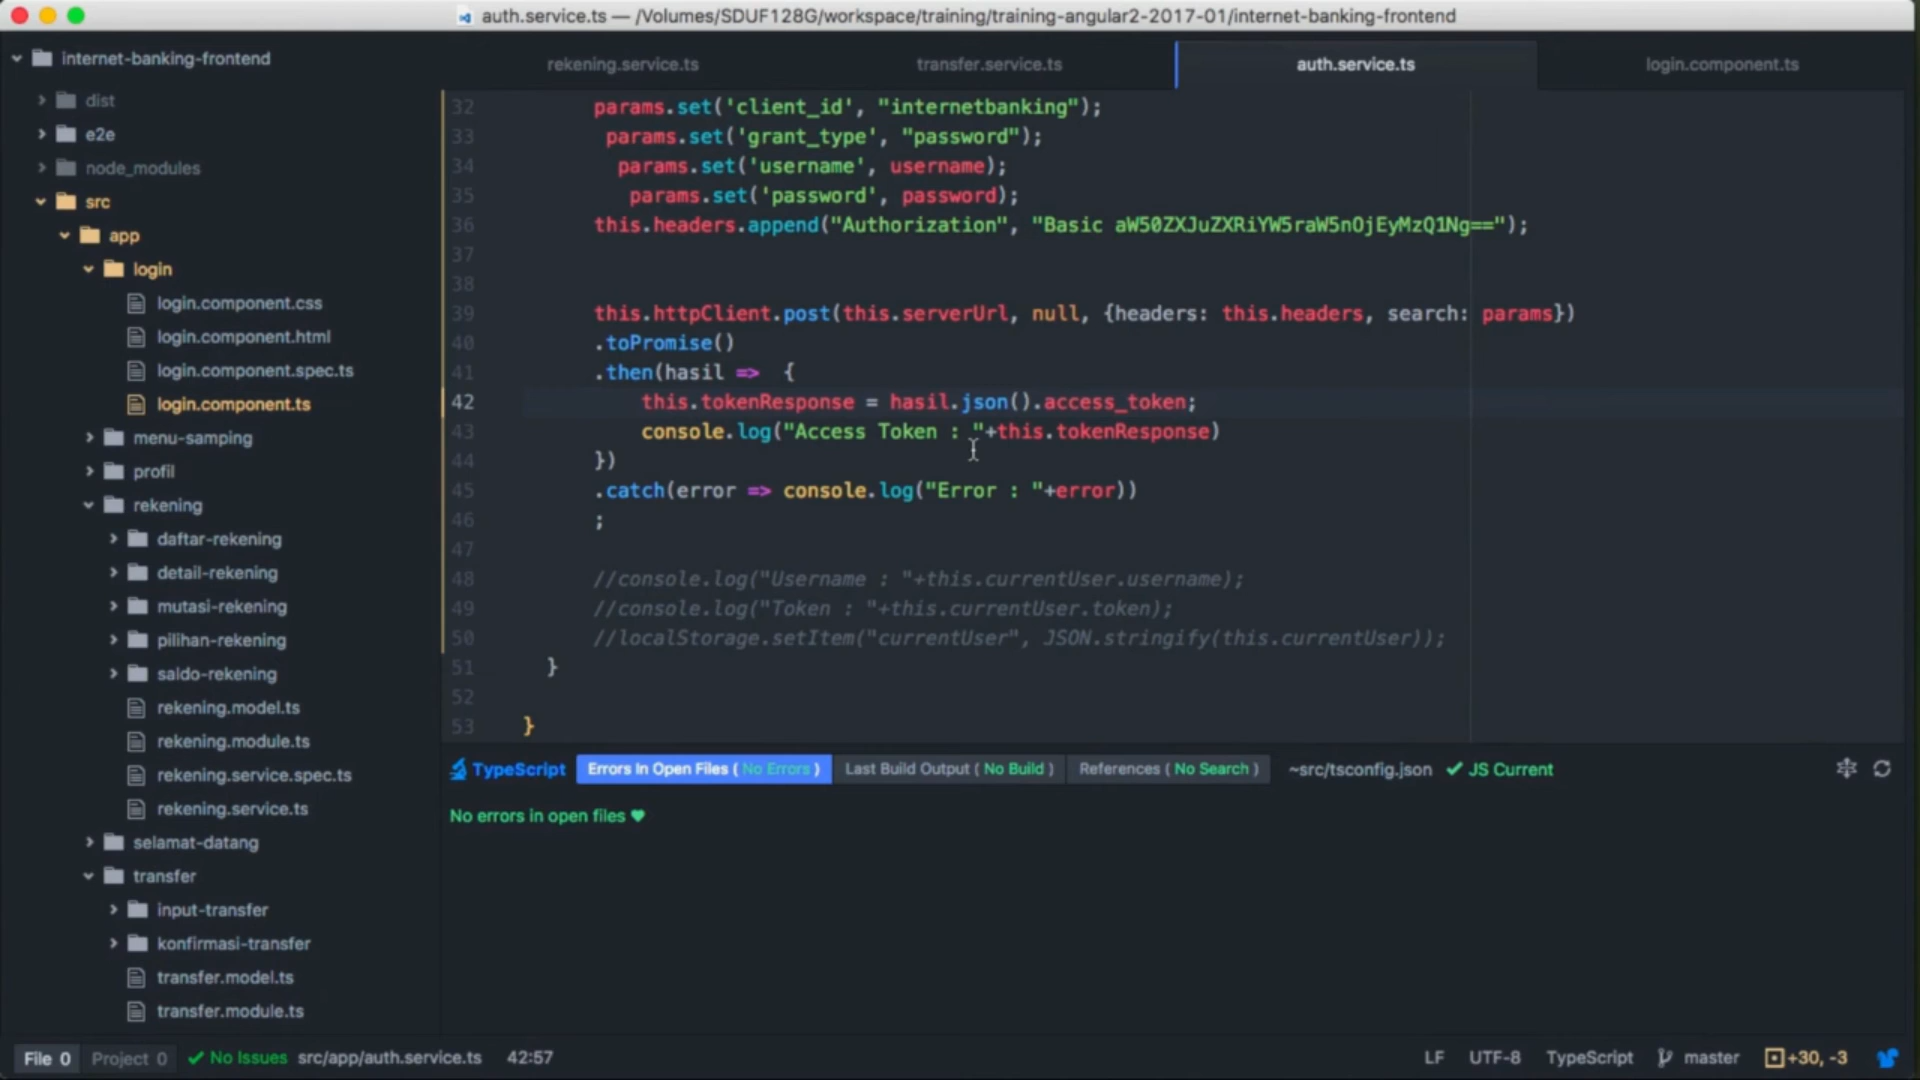 auth.service.ts — /Volumes/SDUF128G/workspace/training/training-angular2-2017-01/internet-banking-frontend
internet-banking-frontend
dist
e2e
node_modules
src
app
login
login.component.css
login.component.html
login.component.spec.ts
login.component.ts
menu-samping
profil
rekening
daftar-rekening
detail-rekening
mutasi-rekening
pilihan-rekening
saldo-rekening
rekening.model.ts
rekening.module.ts
rekening.service.spec.ts
rekening.service.ts
selamat-datang
transfer
input-transfer
konfirmasi-transfer
transfer.model.ts
transfer.module.ts
rekening.service.ts transfer.service.ts auth.service.ts login.component.ts
32 params.set('client_id', "internetbanking");
33 params.set('grant_type', "password");
34 params.set('username', username);
35 params.set('password', password);
36 this.headers.append("Authorization", "Basic aW50ZXJuZXRiYW5raW5nOjEyMzQ1Ng==");
37
38
39 this.httpClient.post(this.serverUrl, null, {headers: this.headers, search: params})
40 .toPromise()
41 .then(hasil => {
42 this.tokenResponse = hasil.json().access_token;
43 console.log("Access Token : "+this.tokenResponse)
44 })
45 .catch(error => console.log("Error : "+error))
46 ;
47
48 //console.log("Username : "+this.currentUser.username);
49 //console.log("Token : "+this.currentUser.token);
50 //localStorage.setItem("currentUser", JSON.stringify(this.currentUser));
51 }
52
53 }
TypeScript Errors In Open Files ( No Errors ) Last Build Output ( No Build ) References ( No Search ) ~src/tsconfig.json JS Current
No errors in open files
File 0 Project 0 No Issues src/app/auth.service.ts 42:57 LF UTF-8 TypeScript master +30, -3